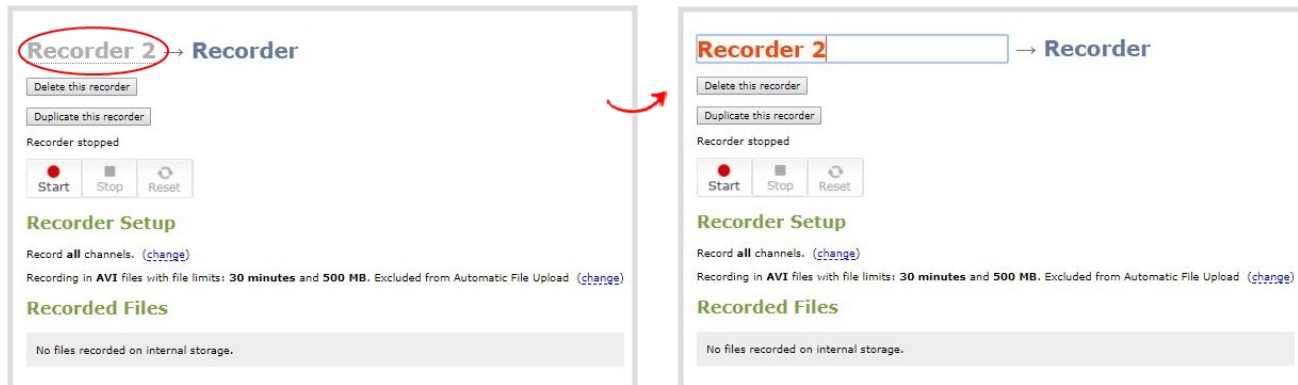 Recorder 2 → Recorder
Delete this recorder
Duplicate this recorder
Recorder stopped
Start Stop Reset
Recorder Setup
Record all channels. (change)
Recording in AVI files with file limits: 30 minutes and 500 MB. Excluded from Automatic File Upload (change)
Recorded Files
No files recorded on internal storage.
Recorder 2 → Recorder
Delete this recorder
Duplicate this recorder
Recorder stopped
Start Stop Reset
Recorder Setup
Record all channels. (change)
Recording in AVI files with file limits: 30 minutes and 500 MB. Excluded from Automatic File Upload (change)
Recorded Files
No files recorded on internal storage.